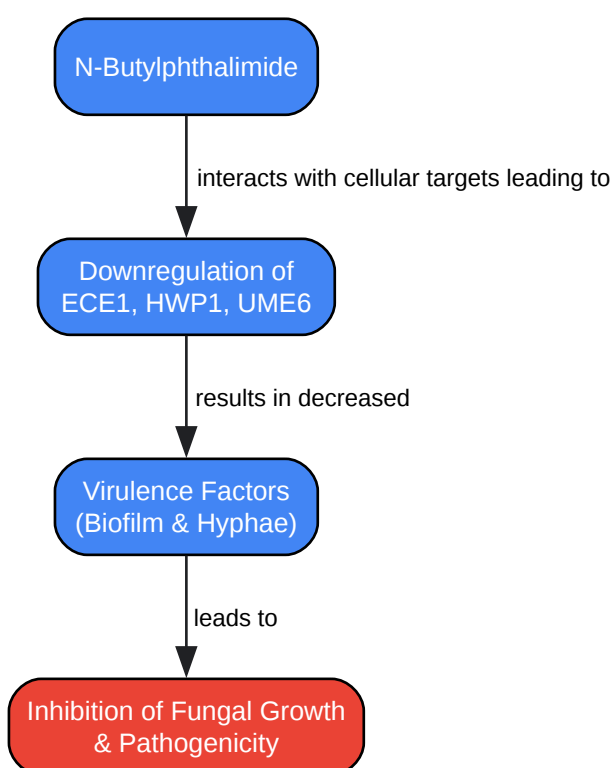 N-Butylphthalimide
interacts with cellular targets leading to
Downregulation of
ECE1, HWP1, UME6
results in decreased
Virulence Factors
(Biofilm & Hyphae)
leads to
Inhibition of Fungal Growth
& Pathogenicity